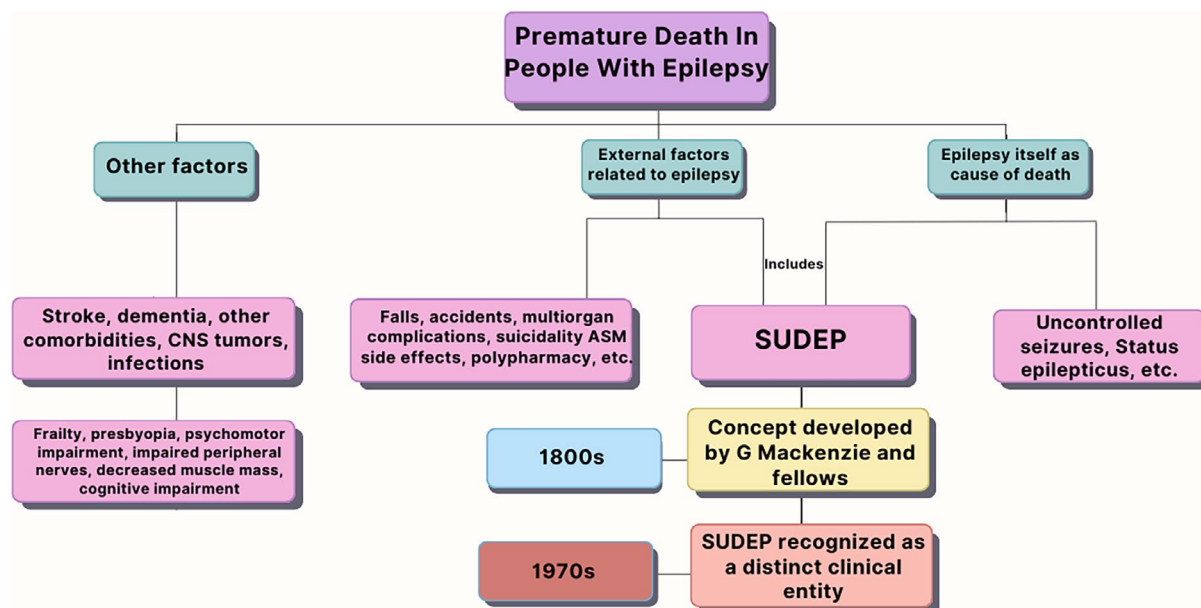 Premature Death In
People With Epilepsy
Other factors
External factors
related to epilepsy
Epilepsy itself as
cause of death
Includes
Stroke, dementia, other
comorbidities, CNS tumors,
infections
Falls, accidents, multiorgan
complications, suicidality ASM
side effects, polypharmacy, etc.
SUDEP
Uncontrolled
seizures, Status
epilepticus, etc.
Frailty, presbyopia, psychomotor
impairment, impaired peripheral
nerves, decreased muscle mass,
cognitive impairment
1800s
Concept developed
by G Mackenzie and
fellows
1970s
SUDEP recognized as
a distinct clinical
entity